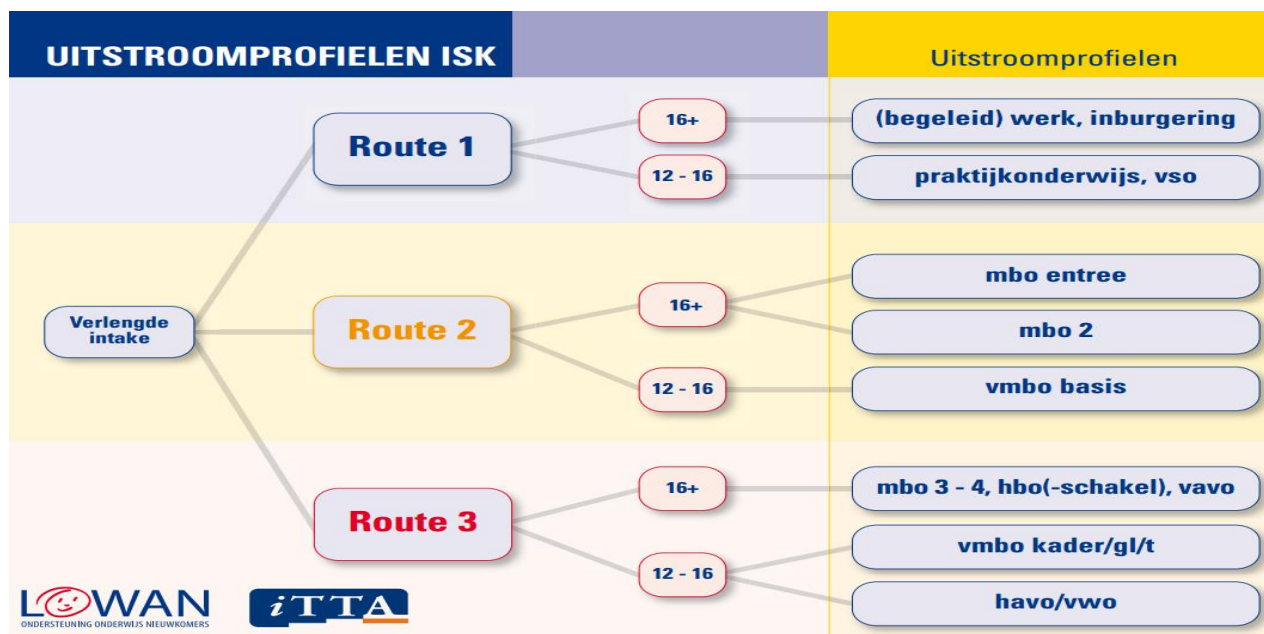 UITSTROOMPROFIELEN ISK
Uitstroomprofielen
Verlengde
intake
Route 1
16+
(begeleid) werk, inburgering
12 - 16
praktijkonderwijs, vso
Route 2
16+
mbo entree
mbo 2
12 - 16
vmbo basis
Route 3
16+
mbo 3 - 4, hbo(-schakel), vavo
12 - 16
vmbo kader/gl/t
havo/vwo
LOWAN
ONDERSTEUNING ONDERWIJS NIEUWKOMERS
iTTA